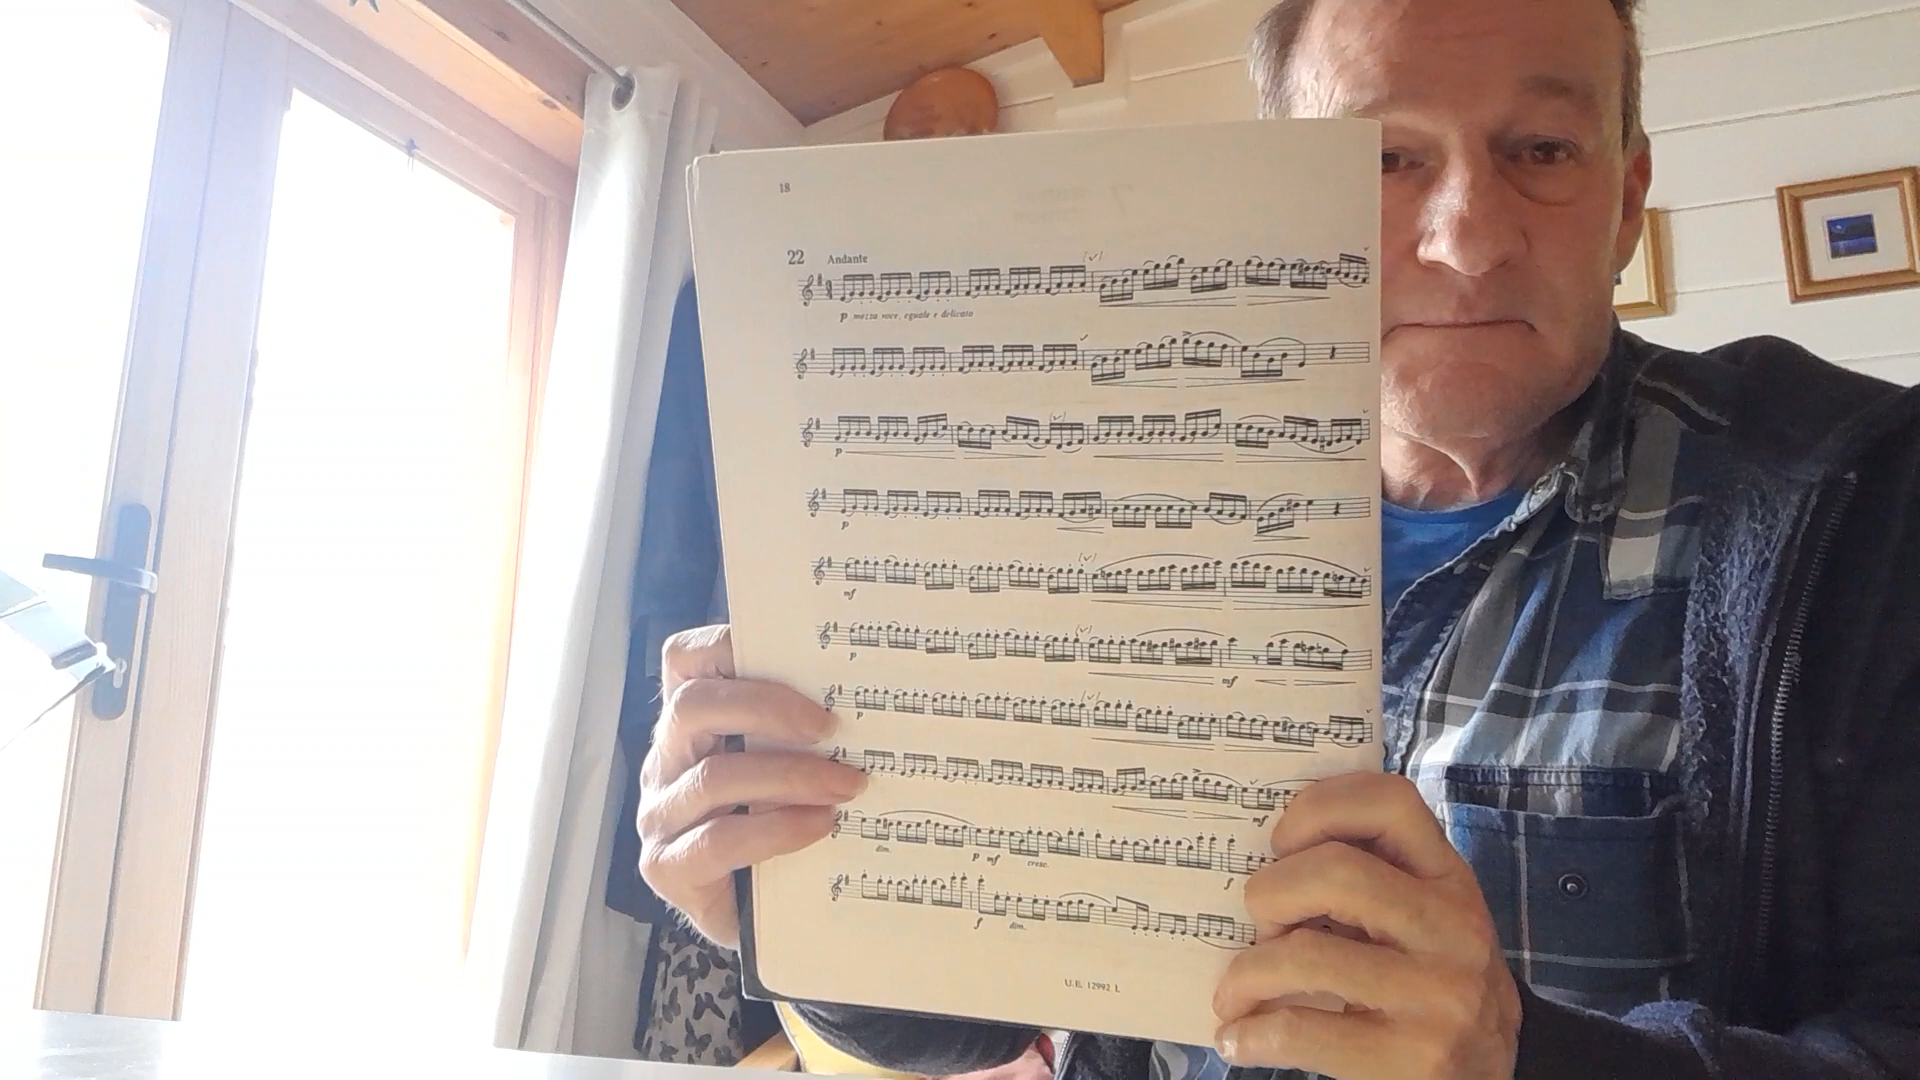 18
22 Andante
p mezza voce, eguale e delicato
p
p
mf
p mf
p
mf
dim. p mf cresc. f
f dim.
U.E. 12992 L